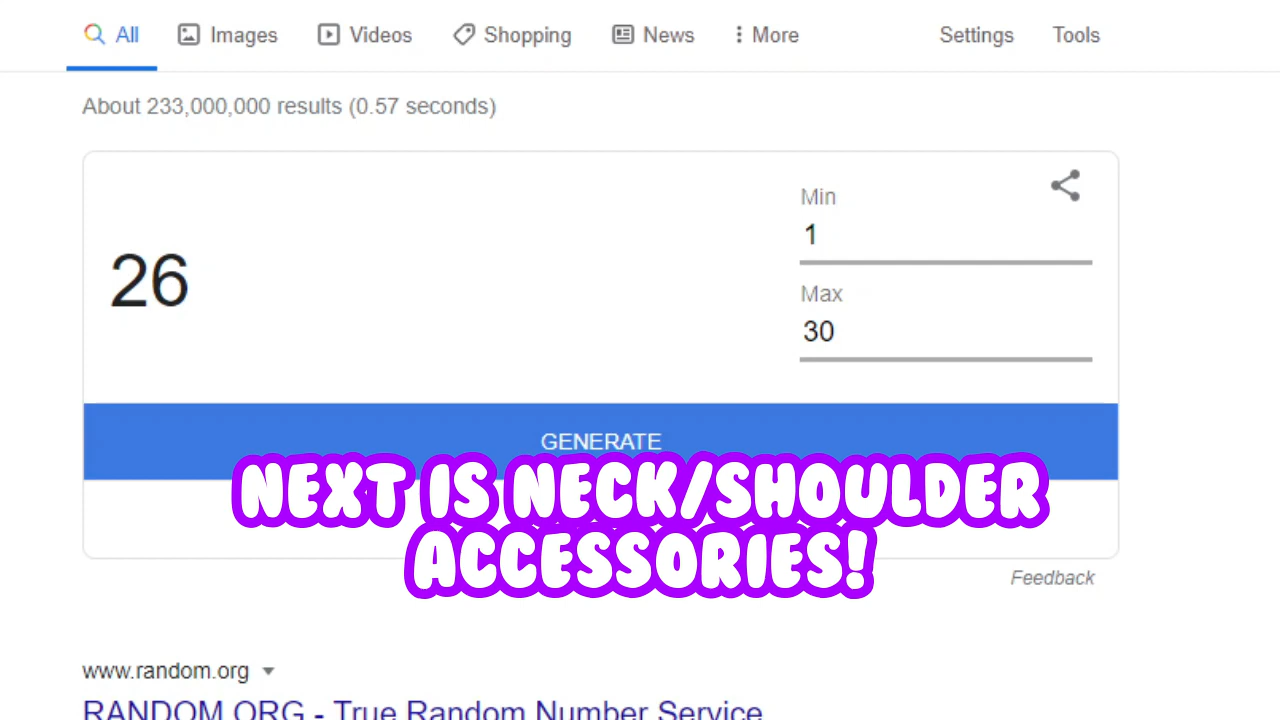 All Images Videos Shopping News More Settings Tools
About 233,000,000 results (0.57 seconds)
Min
1
26
Max
30
GENERATE
NEXT IS NECK/SHOULDER
ACCESSORIES!
Feedback
www.random.org
RANDOM.ORG - True Random Number Service